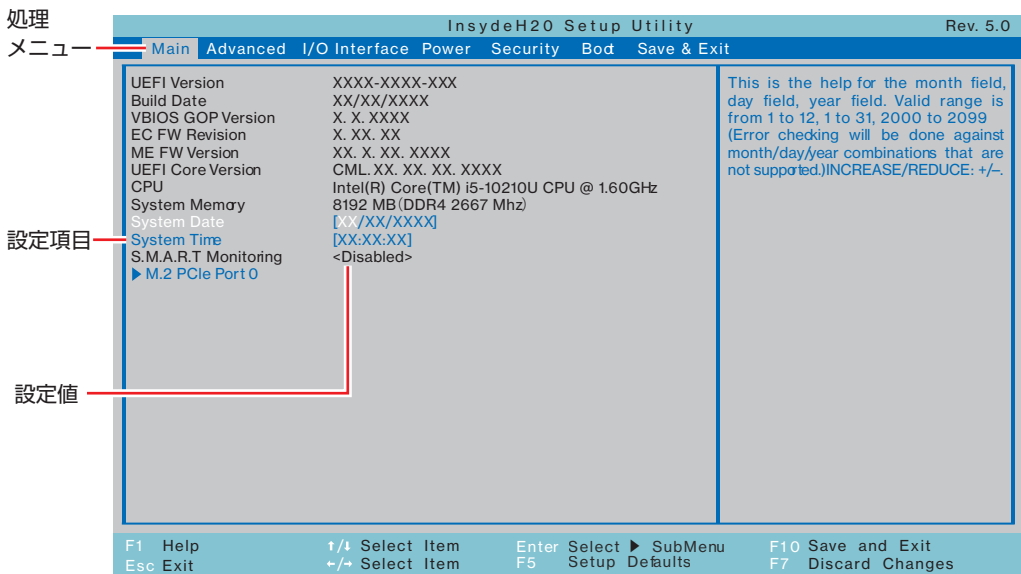 処理
メニュー
InsydeH20 Setup Utility Rev. 5.0
Main Advanced I/O Interface Power Security Boot Save & Exit
UEFI Version XXXX-XXXX-XXX
Build Date XX/XX/XXXX
VBIOS GOP Version X. X. XXXX
EC FW Revision X. XX. XX
ME FW Version XX. X. XX. XXXX
UEFI Core Version CML. XX. XX. XX. XXXX
CPU Intel(R) Core(TM) i5-10210U CPU @ 1.60GHz
System Memory 8192 MB(DDR4 2667 Mhz)
System Date [XX/XX/XXXX]
設定項目
System Time [XX:XX:XX]
S.M.A.R.T Monitoring <Disabled>
▶ M.2 PCIe Port 0
設定値
This is the help for the month field,
day field, year field. Valid range is
from 1 to 12, 1 to 31, 2000 to 2099
(Error checking will be done against
month/day/year combinations that are
not supported.)INCREASE/REDUCE: +/–.
F1 Help ↑/↓ Select Item Enter Select ▶ SubMenu F10 Save and Exit
Esc Exit ←/→ Select Item F5 Setup Defaults F7 Discard Changes